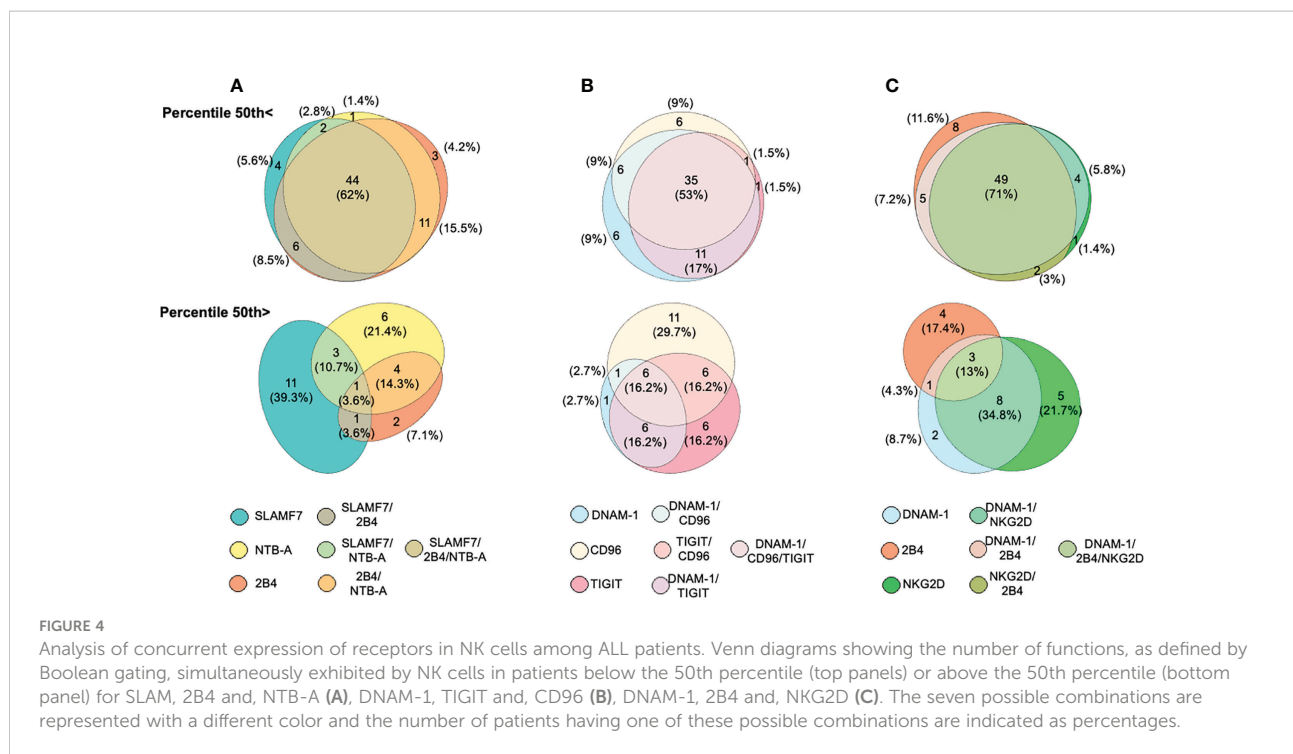 A
B
C
Percentile 50th<
(1.4%)
1
(2.8%)
2
(5.6%)
4
3
(4.2%)
44
(62%)
11
(15.5%)
6
(8.5%)
(9%)
6
(9%)
6
1
(1.5%)
1
(1.5%)
35
(53%)
(9%)
6
11
(17%)
(11.6%)
8
4
(5.8%)
49
(71%)
(7.2%)
5
1
(1.4%)
2
(3%)
Percentile 50th>
6
(21.4%)
3
(10.7%)
11
(39.3%)
4
(14.3%)
1
(3.6%)
1
(3.6%)
2
(7.1%)
11
(29.7%)
(2.7%)
1
6
(16.2%)
6
(16.2%)
(2.7%)
1
6
(16.2%)
6
(16.2%)
4
(17.4%)
3
(13%)
(4.3%)
1
8
(34.8%)
5
(21.7%)
(8.7%)
2
SLAMF7
SLAMF7/
2B4
NTB-A
SLAMF7/
NTB-A
SLAMF7/
2B4/NTB-A
2B4
2B4/
NTB-A
DNAM-1
DNAM-1/
CD96
CD96
TIGIT/
CD96
DNAM-1/
CD96/TIGIT
TIGIT
DNAM-1/
TIGIT
DNAM-1
DNAM-1/
NKG2D
2B4
DNAM-1/
2B4
DNAM-1/
2B4/NKG2D
NKG2D
NKG2D/
2B4
FIGURE 4
Analysis of concurrent expression of receptors in NK cells among ALL patients. Venn diagrams showing the number of functions, as defined by
Boolean gating, simultaneously exhibited by NK cells in patients below the 50th percentile (top panels) or above the 50th percentile (bottom
panel) for SLAM, 2B4 and, NTB-A (A), DNAM-1, TIGIT and, CD96 (B), DNAM-1, 2B4 and, NKG2D (C). The seven possible combinations are
represented with a different color and the number of patients having one of these possible combinations are indicated as percentages.